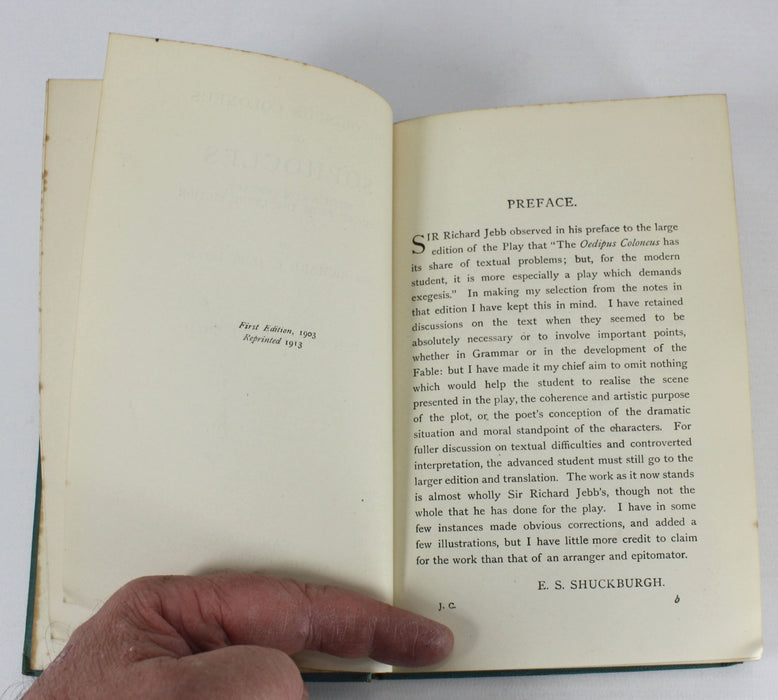 First Edition, 1903
Reprinted 1913
PREFACE.
SIR Richard Jebb observed in his preface to the large
edition of the Play that "The Oedipus Coloneus has
its share of textual problems; but, for the modern
student, it is more especially a play which demands
exegesis." In making my selection from the notes in
that edition I have kept this in mind. I have retained
discussions on the text when they seemed to be
absolutely necessary or to involve important points,
whether in Grammar or in the development of the
Fable: but I have made it my chief aim to omit nothing
which would help the student to realise the scene
presented in the play, the coherence and artistic purpose
of the plot, or the poet's conception of the dramatic
situation and moral standpoint of the characters. For
fuller discussion on textual difficulties and controverted
interpretation, the advanced student must still go to the
larger edition and translation. The work as it now stands
is almost wholly Sir Richard Jebb's, though not the
whole that he has done for the play. I have in some
few instances made obvious corrections, and added a
few illustrations, but I have little more credit to claim
for the work than that of an arranger and epitomator.
E. S. SHUCKBURGH.
J. C. b